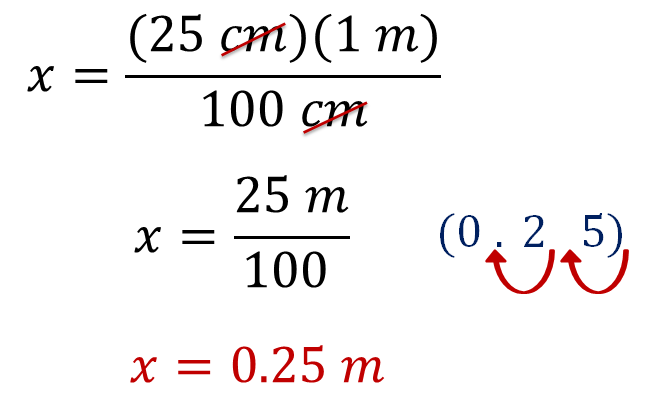 x = (25 cm)(1 m) / 100 cm
x = 25 m / 100 (0 . 2 5)
x = 0.25 m